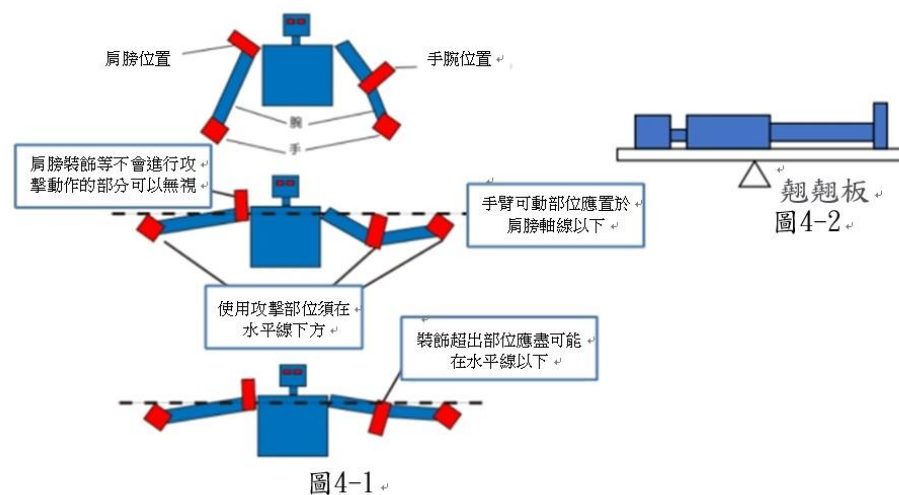 肩膀位置
手腕位置
腕
手
肩膀裝飾等不會進行攻
擊動作的部分可以無視
手臂可動部位應置於
肩膀軸線以下
翹翹板
圖4-2
使用攻擊部位須在
水平線下方
裝飾超出部位應盡可能
在水平線以下
圖4-1